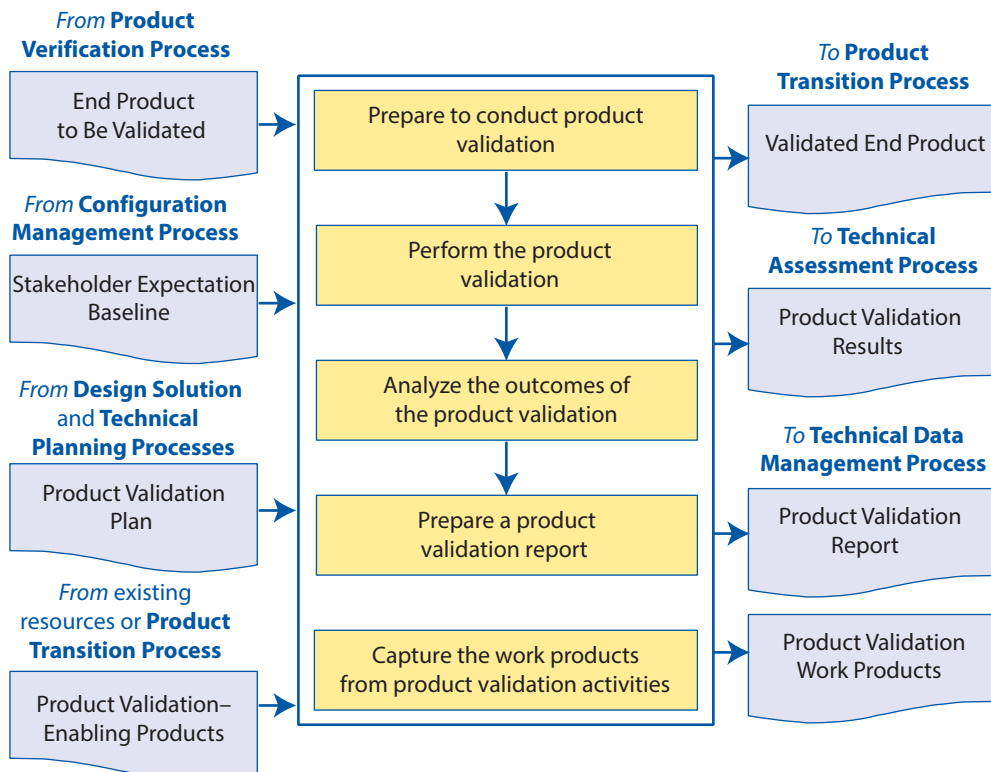 From Product
Verification Process
End Product
to Be Validated
From Configuration
Management Process
Stakeholder Expectation
Baseline
From Design Solution
and Technical
Planning Processes
Product Validation
Plan
From existing
resources or Product
Transition Process
Product Validation–
Enabling Products
Prepare to conduct product
validation
Perform the product
validation
Analyze the outcomes of
the product validation
Prepare a product
validation report
Capture the work products
from product validation activities
To Product
Transition Process
Validated End Product
To Technical
Assessment Process
Product Validation
Results
To Technical Data
Management Process
Product Validation
Report
Product Validation
Work Products